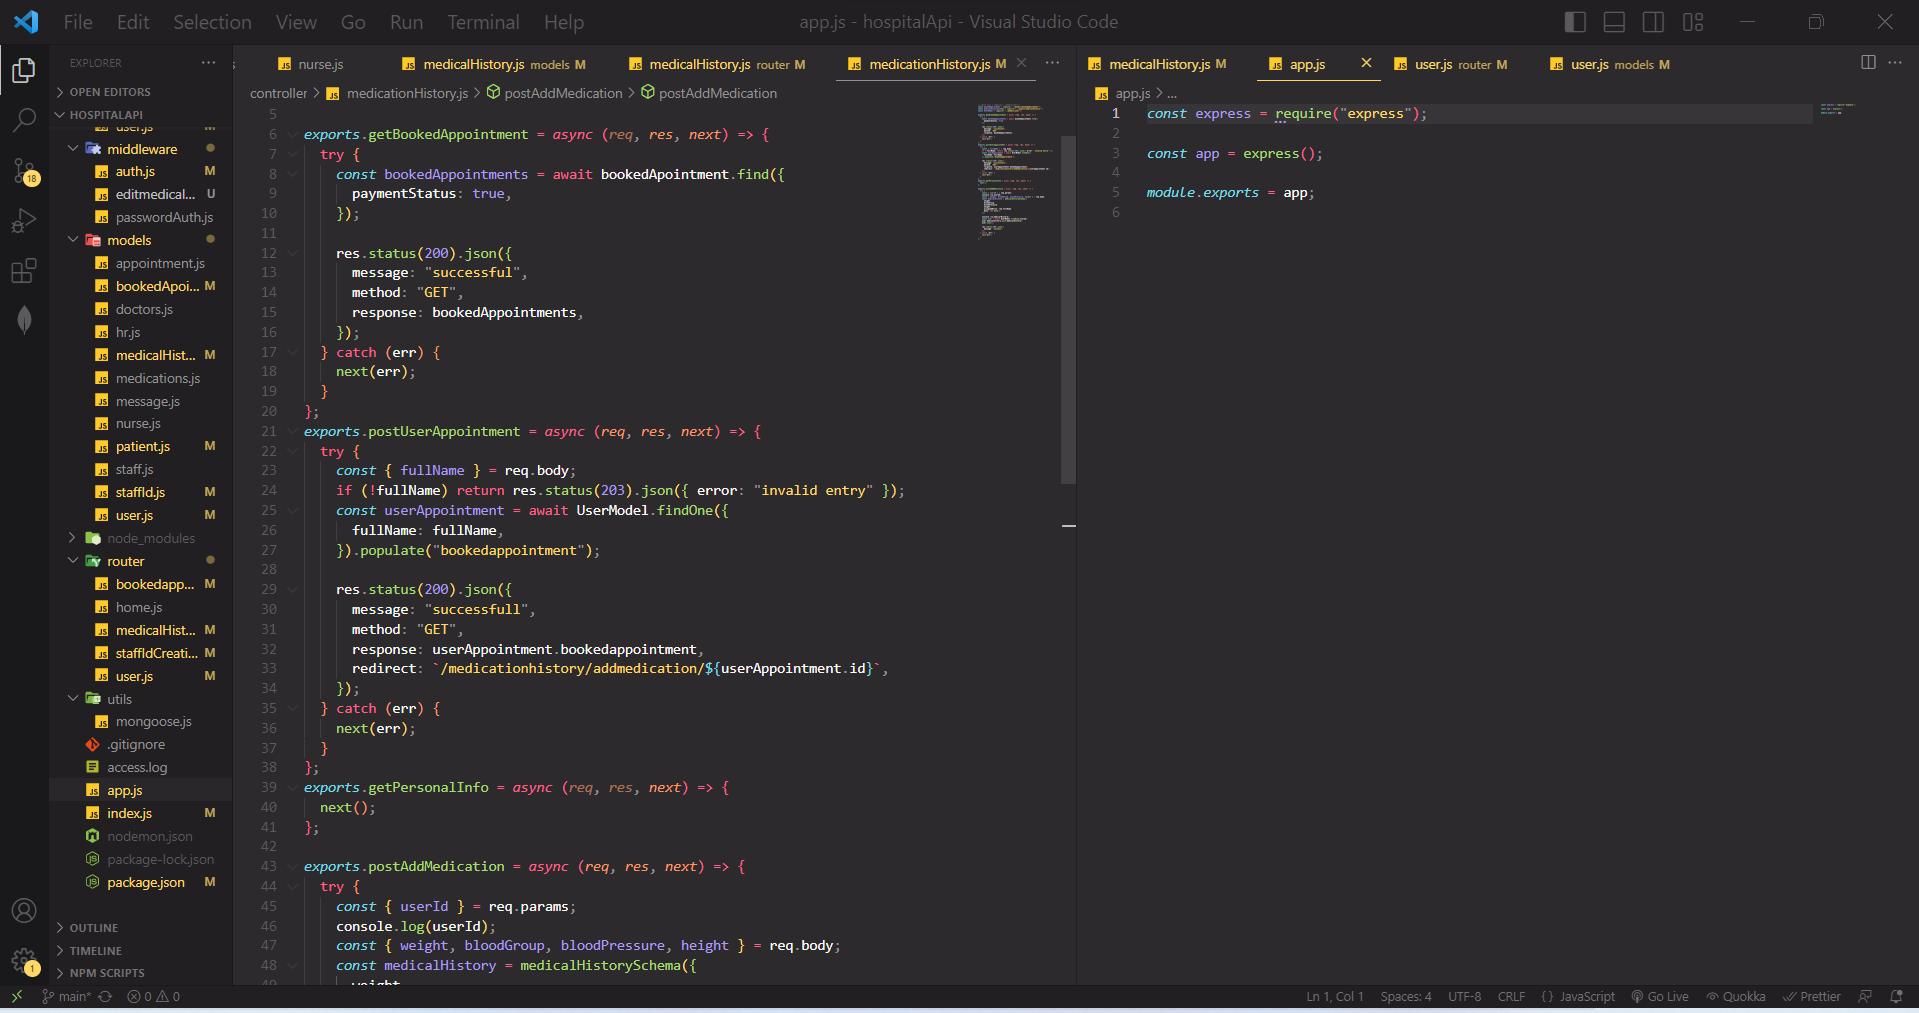 File Edit Selection View Go Run Terminal Help
app.js - hospitalApi - Visual Studio Code
EXPLORER
OPEN EDITORS
HOSPITALAPI
user.js M
middleware
auth.js M
editmedical... U
passwordAuth.js
models
appointment.js
bookedApoi... M
doctors.js
hr.js
medicalHist... M
medications.js
message.js
nurse.js
patient.js M
staff.js
staffId.js M
user.js M
node_modules
router
bookedapp... M
home.js
medicalHist... M
staffIdCreati... M
user.js M
utils
mongoose.js
.gitignore
access.log
app.js
index.js M
nodemon.json
package-lock.json
package.json M
OUTLINE
TIMELINE
NPM SCRIPTS
18
1
nurse.js medicalHistory.js models M medicalHistory.js router M medicationHistory.js M
controller > medicationHistory.js > postAddMedication > postAddMedication
5
6 exports.getBookedAppointment = async (req, res, next) => {
7 try {
8 const bookedAppointments = await bookedApointment.find({
9 paymentStatus: true,
10 });
11
12 res.status(200).json({
13 message: "successful",
14 method: "GET",
15 response: bookedAppointments,
16 });
17 } catch (err) {
18 next(err);
19 }
20 };
21 exports.postUserAppointment = async (req, res, next) => {
22 try {
23 const { fullName } = req.body;
24 if (!fullName) return res.status(203).json({ error: "invalid entry" });
25 const userAppointment = await UserModel.findOne({
26 fullName: fullName,
27 }).populate("bookedappointment");
28
29 res.status(200).json({
30 message: "successfull",
31 method: "GET",
32 response: userAppointment.bookedappointment,
33 redirect: `/medicationhistory/addmedication/${userAppointment.id}`,
34 });
35 } catch (err) {
36 next(err);
37 }
38 };
39 exports.getPersonalInfo = async (req, res, next) => {
40 next();
41 };
42
43 exports.postAddMedication = async (req, res, next) => {
44 try {
45 const { userId } = req.params;
46 console.log(userId);
47 const { weight, bloodGroup, bloodPressure, height } = req.body;
48 const medicalHistory = medicalHistorySchema({
49 weight
medicalHistory.js M app.js user.js router M user.js models M
app.js > ...
1 const express = require("express");
2
3 const app = express();
4
5 module.exports = app;
6
main* 0 0
Ln 1, Col 1 Spaces: 4 UTF-8 CRLF {} JavaScript Go Live Quokka Prettier